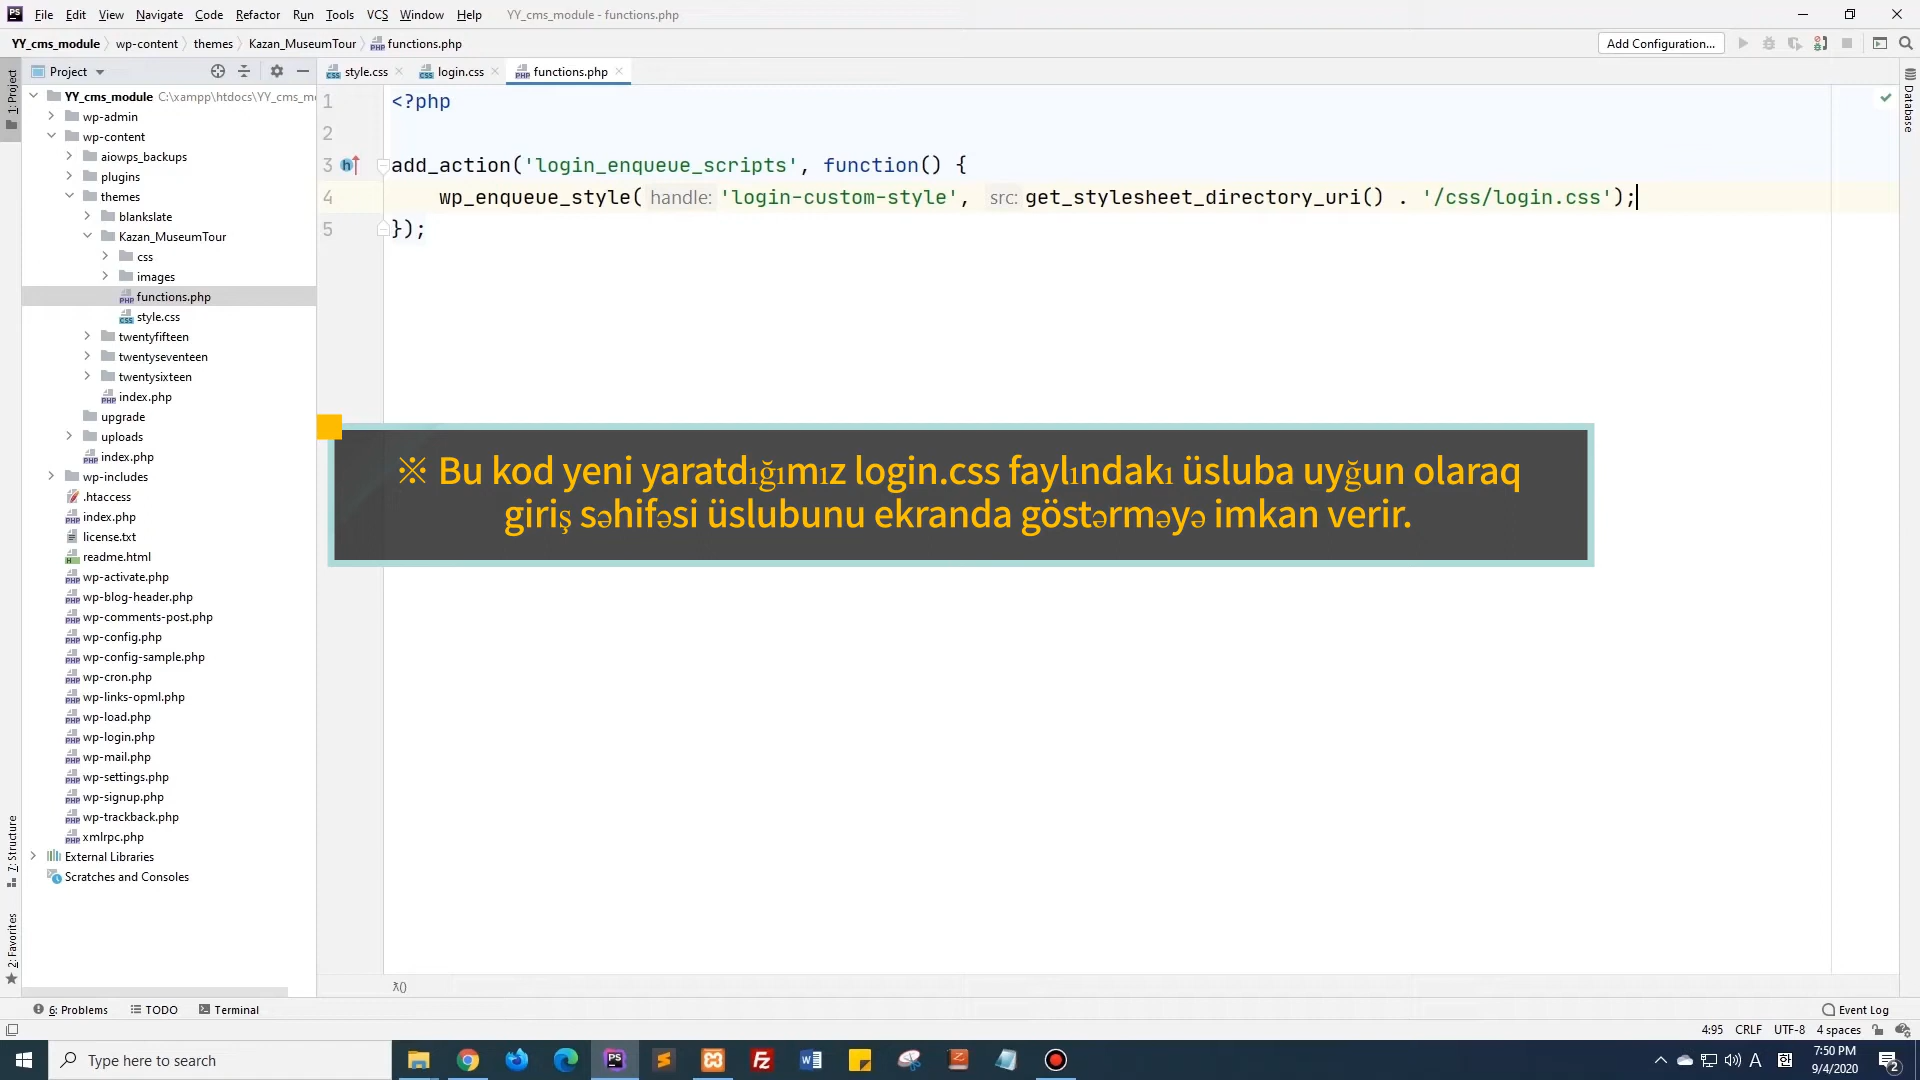 File Edit View Navigate Code Refactor Run Tools VCS Window Help YY_cms_module - functions.php
YY_cms_module wp-content themes Kazan_MuseumTour functions.php Add Configuration...
Project style.css login.css functions.php
1: Project
Database
YY_cms_module C:\xampp\htdocs\YY_cms_m
wp-admin
wp-content
aiowps_backups
plugins
themes
blankslate
Kazan_MuseumTour
css
images
functions.php
style.css
twentyfifteen
twentyseventeen
twentysixteen
index.php
upgrade
uploads
index.php
wp-includes
.htaccess
index.php
license.txt
readme.html
wp-activate.php
wp-blog-header.php
wp-comments-post.php
wp-config.php
wp-config-sample.php
wp-cron.php
wp-links-opml.php
wp-load.php
wp-login.php
wp-mail.php
wp-settings.php
wp-signup.php
wp-trackback.php
xmlrpc.php
External Libraries
Scratches and Consoles
1 <?php
2
3 add_action('login_enqueue_scripts', function() {
4 wp_enqueue_style( handle: 'login-custom-style', src: get_stylesheet_directory_uri() . '/css/login.css');
5 });
※ Bu kod yeni yaratdığımız login.css faylındakı üsluba uyğun olaraq
giriş səhifəsi üslubunu ekranda göstərməyə imkan verir.
7: Structure
2: Favorites
λ()
6: Problems TODO Terminal Event Log
4:95 CRLF UTF-8 4 spaces
Type here to search
A 한 7:50 PM
9/4/2020
2